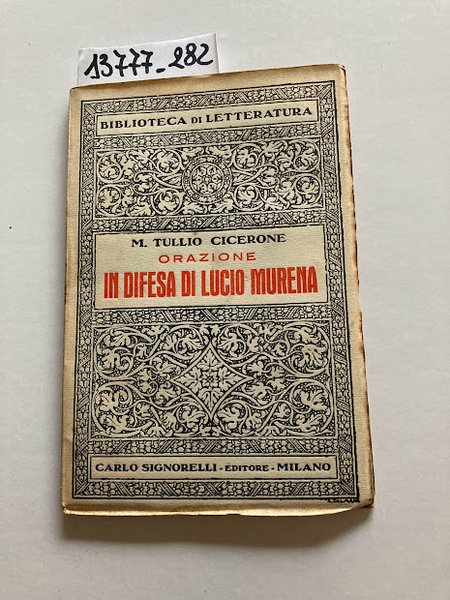 13777_282
BIBLIOTECA DI LETTERATURA
M. TULLIO CICERONE
ORAZIONE
IN DIFESA DI LUCIO MURENA
CARLO SIGNORELLI - EDITORE - MILANO